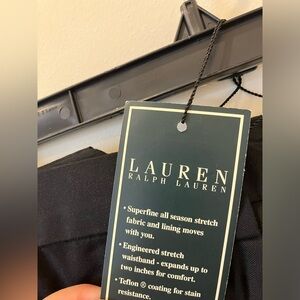 LAUREN
RALPH LAUREN
• Superfine all season stretch
fabric and lining moves
with you.
• Engineered stretch
waistband - expands up to
two inches for comfort.
• Teflon ® coating for stain
resistance.